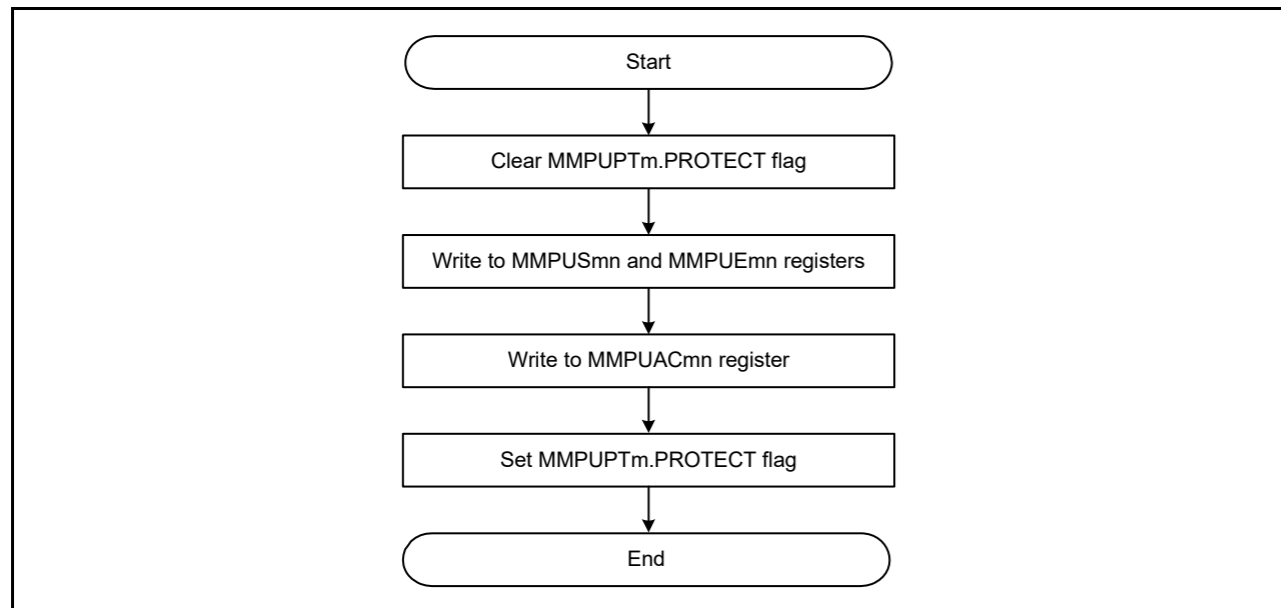 Start
Clear MMPUPTm.PROTECT flag
Write to MMPUSmn and MMPUEmn registers
Write to MMPUACmn register
Set MMPUPTm.PROTECT flag
End